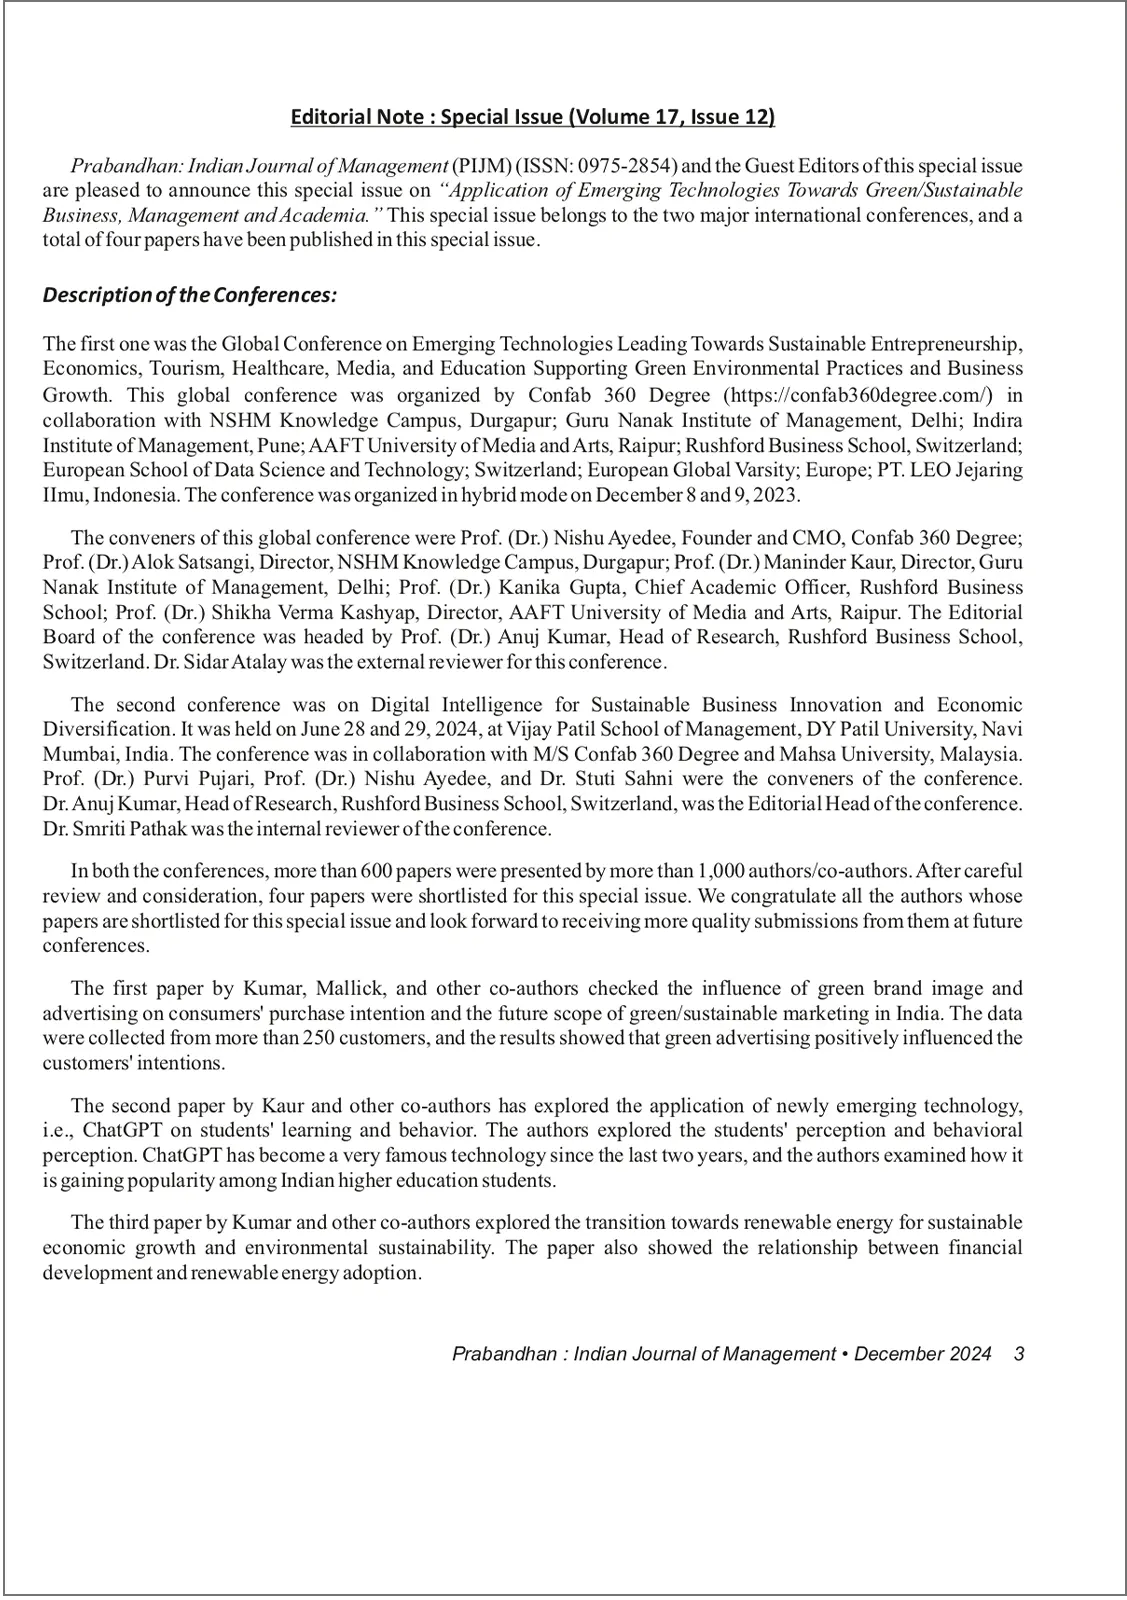 Editorial Note : Special Issue (Volume 17, Issue 12)
Prabandhan: Indian Journal of Management (PIJM) (ISSN: 0975-2854) and the Guest Editors of this special issue
are pleased to announce this special issue on “Application of Emerging Technologies Towards Green/Sustainable
Business, Management and Academia.” This special issue belongs to the two major international conferences, and a
total of four papers have been published in this special issue.
Description of the Conferences:
The first one was the Global Conference on Emerging Technologies Leading Towards Sustainable Entrepreneurship,
Economics, Tourism, Healthcare, Media, and Education Supporting Green Environmental Practices and Business
Growth. This global conference was organized by Confab 360 Degree (https://confab360degree.com/) in
collaboration with NSHM Knowledge Campus, Durgapur; Guru Nanak Institute of Management, Delhi; Indira
Institute of Management, Pune; AAFT University of Media and Arts, Raipur; Rushford Business School, Switzerland;
European School of Data Science and Technology; Switzerland; European Global Varsity; Europe; PT. LEO Jejaring
IImu, Indonesia. The conference was organized in hybrid mode on December 8 and 9, 2023.
The conveners of this global conference were Prof. (Dr.) Nishu Ayedee, Founder and CMO, Confab 360 Degree;
Prof. (Dr.) Alok Satsangi, Director, NSHM Knowledge Campus, Durgapur; Prof. (Dr.) Maninder Kaur, Director, Guru
Nanak Institute of Management, Delhi; Prof. (Dr.) Kanika Gupta, Chief Academic Officer, Rushford Business
School; Prof. (Dr.) Shikha Verma Kashyap, Director, AAFT University of Media and Arts, Raipur. The Editorial
Board of the conference was headed by Prof. (Dr.) Anuj Kumar, Head of Research, Rushford Business School,
Switzerland. Dr. Sidar Atalay was the external reviewer for this conference.
The second conference was on Digital Intelligence for Sustainable Business Innovation and Economic
Diversification. It was held on June 28 and 29, 2024, at Vijay Patil School of Management, DY Patil University, Navi
Mumbai, India. The conference was in collaboration with M/S Confab 360 Degree and Mahsa University, Malaysia.
Prof. (Dr.) Purvi Pujari, Prof. (Dr.) Nishu Ayedee, and Dr. Stuti Sahni were the conveners of the conference.
Dr. Anuj Kumar, Head of Research, Rushford Business School, Switzerland, was the Editorial Head of the conference.
Dr. Smriti Pathak was the internal reviewer of the conference.
In both the conferences, more than 600 papers were presented by more than 1,000 authors/co-authors. After careful
review and consideration, four papers were shortlisted for this special issue. We congratulate all the authors whose
papers are shortlisted for this special issue and look forward to receiving more quality submissions from them at future
conferences.
The first paper by Kumar, Mallick, and other co-authors checked the influence of green brand image and
advertising on consumers' purchase intention and the future scope of green/sustainable marketing in India. The data
were collected from more than 250 customers, and the results showed that green advertising positively influenced the
customers' intentions.
The second paper by Kaur and other co-authors has explored the application of newly emerging technology,
i.e., ChatGPT on students' learning and behavior. The authors explored the students' perception and behavioral
perception. ChatGPT has become a very famous technology since the last two years, and the authors examined how it
is gaining popularity among Indian higher education students.
The third paper by Kumar and other co-authors explored the transition towards renewable energy for sustainable
economic growth and environmental sustainability. The paper also showed the relationship between financial
development and renewable energy adoption.
Prabandhan : Indian Journal of Management • December 2024 3